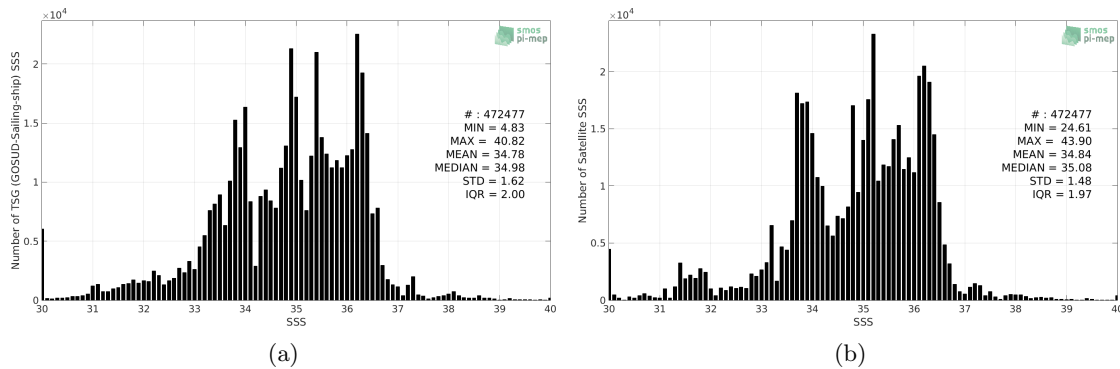 ×10⁴
smos
pi-mep
Number of TSG (GOSUD-Sailing-ship) SSS
2
1.5
1
0.5
0
# : 472477
MIN = 4.83
MAX = 40.82
MEAN = 34.78
MEDIAN = 34.98
STD = 1.62
IQR = 2.00
30 31 32 33 34 35 36 37 38 39 40
SSS
(a)
×10⁴
smos
pi-mep
Number of Satellite SSS
2
1.5
1
0.5
0
# : 472477
MIN = 24.61
MAX = 43.90
MEAN = 34.84
MEDIAN = 35.08
STD = 1.48
IQR = 1.97
30 31 32 33 34 35 36 37 38 39 40
SSS
(b)